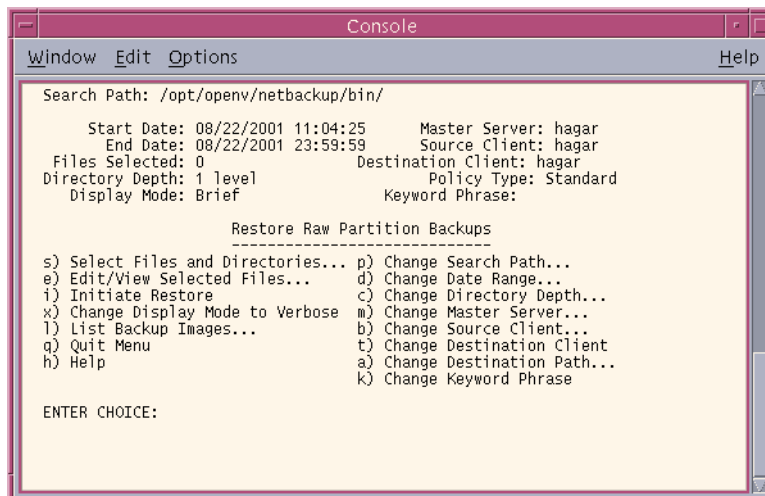 Console
Window Edit Options Help
Search Path: /opt/openv/netbackup/bin/
Start Date: 08/22/2001 11:04:25 Master Server: hagar
End Date: 08/22/2001 23:59:59 Source Client: hagar
Files Selected: 0 Destination Client: hagar
Directory Depth: 1 level Policy Type: Standard
Display Mode: Brief Keyword Phrase:
Restore Raw Partition Backups
-----------------------------
s) Select Files and Directories... p) Change Search Path...
e) Edit/View Selected Files... d) Change Date Range...
i) Initiate Restore c) Change Directory Depth...
x) Change Display Mode to Verbose m) Change Master Server...
l) List Backup Images... b) Change Source Client...
q) Quit Menu t) Change Destination Client
h) Help a) Change Destination Path...
k) Change Keyword Phrase
ENTER CHOICE: